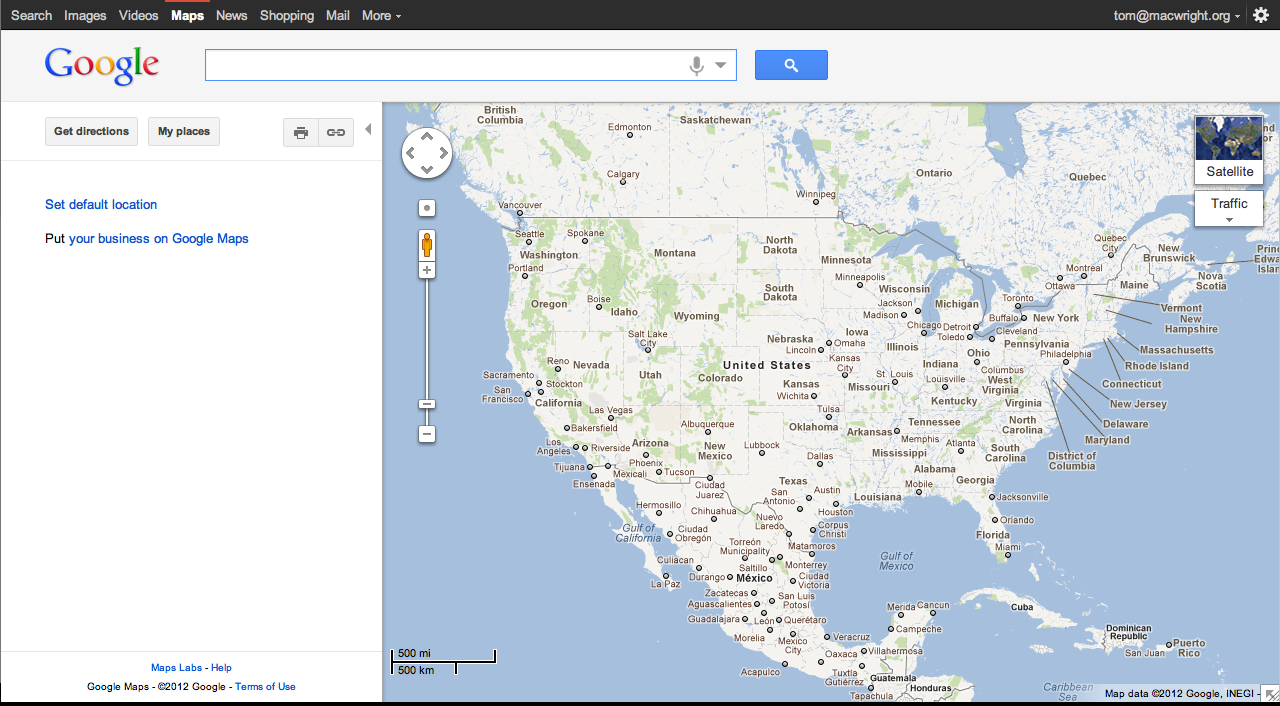 Search Images Videos Maps News Shopping Mail More
tom@macwright.org
Google
Get directions
My places
Set default location
Put your business on Google Maps
Maps Labs - Help
Google Maps - ©2012 Google - Terms of Use
Satellite
Traffic
British
Columbia
Saskatchewan
Edmonton
Calgary
Winnipeg
Ontario
Quebec
Vancouver
Seattle
Spokane
Washington
Portland
Montana
North
Dakota
Minnesota
Quebec
City
Montreal
Ottawa
New
Brunswick
Maine
Nova
Scotia
Oregon
Boise
Idaho
Wyoming
South
Dakota
Minneapolis
Wisconsin
Michigan
Toronto
Vermont
New
Hampshire
Jackson
Madison
Buffalo
New York
Salt Lake
City
Nebraska
Lincoln
Iowa
Omaha
Chicago
Detroit
Toledo
Cleveland
Pennsylvania
Massachusetts
Rhode Island
Connecticut
Reno
Nevada
Utah
Colorado
United States
Kansas
City
Illinois
Indiana
Ohio
Columbus
Philadelphia
New Jersey
Sacramento
Stockton
San
Francisco
California
Kansas
Wichita
Missouri
St. Louis
Louisville
West
Virginia
Kentucky
Virginia
Delaware
Maryland
District of
Columbia
Las Vegas
Bakersfield
Albuquerque
Tulsa
Oklahoma
Arkansas
Memphis
Tennessee
North
Carolina
Los
Angeles
Riverside
Arizona
Phoenix
New
Mexico
Lubbock
Dallas
Mississippi
Alabama
Atlanta
South
Carolina
Georgia
Tijuana
Mexicali
Ensenada
Tucson
Ciudad
Juarez
Texas
San
Antonio
Austin
Houston
Louisiana
Mobile
Jacksonville
Orlando
Florida
Miami
Hermosillo
Chihuahua
Nuevo
Laredo
Corpus
Christi
Gulf of
California
Ciudad
Obregón
Torreón
Municipality
Matamoros
Monterrey
Saltillo
Gulf of
Mexico
Culiacan
La Paz
Durango
México
Ciudad
Victoria
Zacatecas
Aguascalientes
San Luis
Potosí
Guadalajara
León
Querétaro
Morelia
Mexico
City
Veracruz
Merida
Cancun
Campeche
Cuba
Dominican
Republic
San Juan
Puerto
Rico
Acapulco
Oaxaca
Villahermosa
Tuxtla
Gutiérrez
Tapachula
Guatemala
Honduras
Caribbean
Sea
500 mi
500 km
Map data ©2012 Google, INEGI -